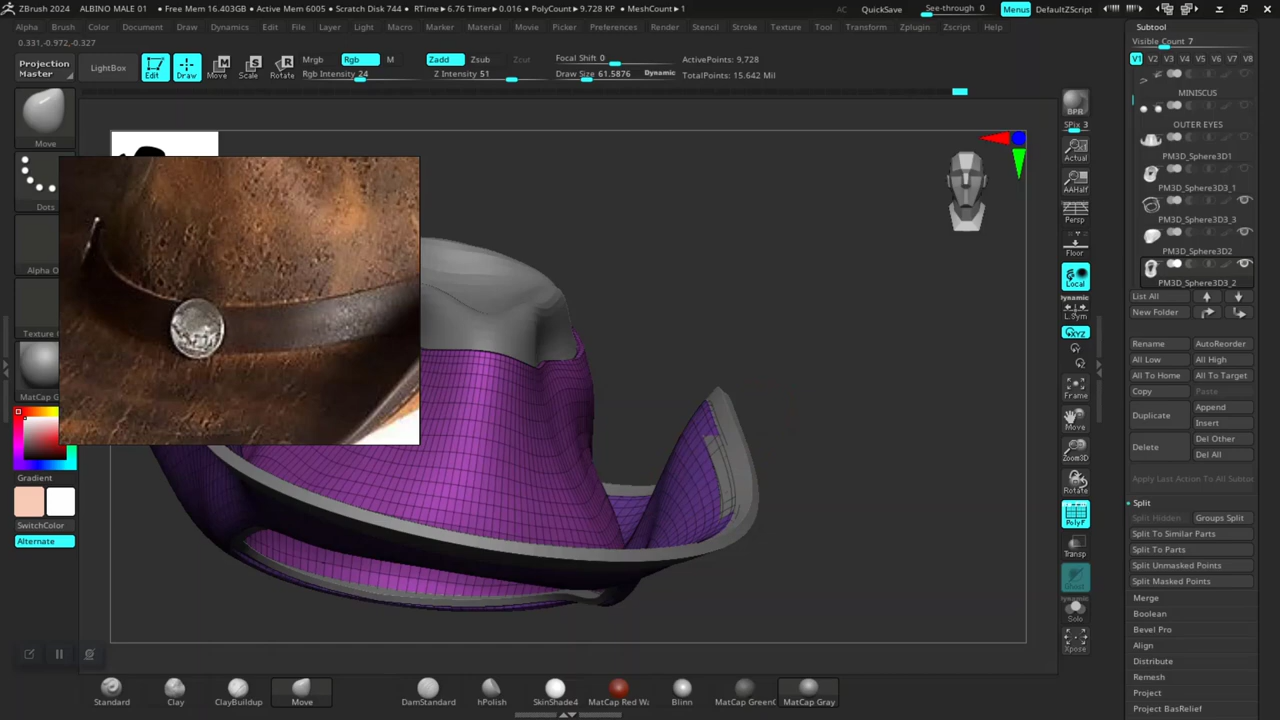 ZBrush 2024 ALBINO MALE 01 • Free Mem 16.403GB • Active Mem 6005 • Scratch Disk 744 • RTime▸6.76 Timer▸0.016 • PolyCount▸9.728 KP • MeshCount▸1 AC QuickSave See-through 0 Menus DefaultZScript
Alpha Brush Color Document Draw Dynamics Edit File Layer Light Macro Marker Material Movie Picker Preferences Render Stencil Stroke Texture Tool Transform Zplugin Zscript Help
0.331,-0.972,-0.327
Projection Master
LightBox
Edit Draw Move Scale Rotate
Mrgb Rgb M
Rgb Intensity 24
Zadd Zsub Zcut
Z Intensity 51
Focal Shift 0
Draw Size 61.5876 Dynamic
ActivePoints: 9,728
TotalPoints: 15.642 Mil
Move
Dots
Alpha O
Texture
MatCap
Gradient
SwitchColor
Alternate
BPR
SPix 3
Actual
AAHalf
Persp
Floor
Local
Dynamic
L.Sym
XYZ
Frame
Move
Zoom3D
Rotate
PolyF
Transp
Ghost
Dynamic
Solo
Xpose
Subtool
Visible Count 7
V1 V2 V3 V4 V5 V6 V7 V8
MINISCUS
OUTER EYES
PM3D_Sphere3D1
PM3D_Sphere3D3_1
PM3D_Sphere3D3_3
PM3D_Sphere3D2
PM3D_Sphere3D3_2
List All
New Folder
Rename AutoReorder
All Low All High
All To Home All To Target
Copy Paste
Duplicate Append
Insert
Delete Del Other
Del All
Apply Last Action To All Subtoo
Split
Split Hidden Groups Split
Split To Similar Parts
Split To Parts
Split Unmasked Points
Split Masked Points
Merge
Boolean
Bevel Pro
Align
Distribute
Remesh
Project
Project BasRelief
Standard Clay ClayBuildup Move DamStandard hPolish SkinShade4 MatCap Red Wa Blinn MatCap GreenC MatCap Gray